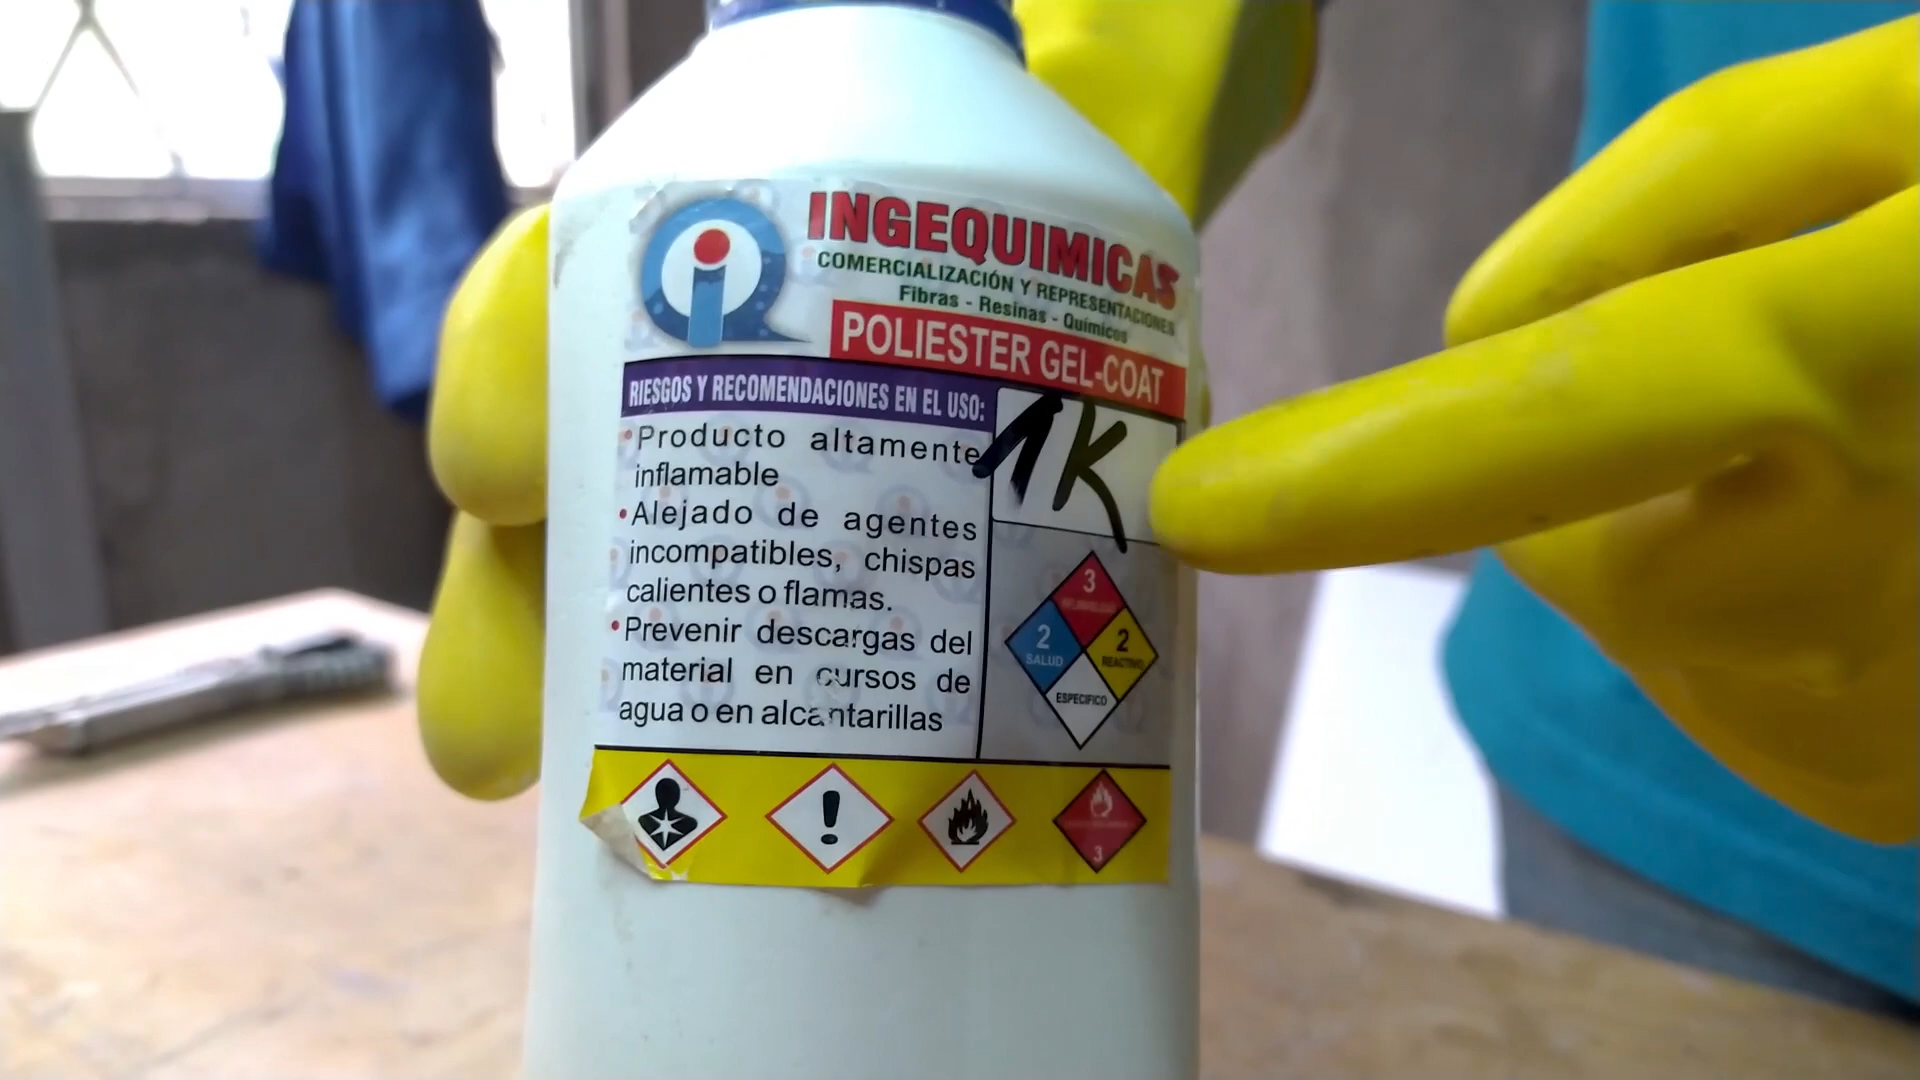 INGEQUIMICAS
COMERCIALIZACIÓN Y REPRESENTACIONES
Fibras - Resinas - Químicos
POLIESTER GEL-COAT
RIESGOS Y RECOMENDACIONES EN EL USO:
1K
•Producto altamente
inflamable
•Alejado de agentes
incompatibles, chispas
calientes o flamas.
•Prevenir descargas del
material en cursos de
agua o en alcantarillas
3
2
SALUD
2
REACTIVO
ESPECIFICO
3